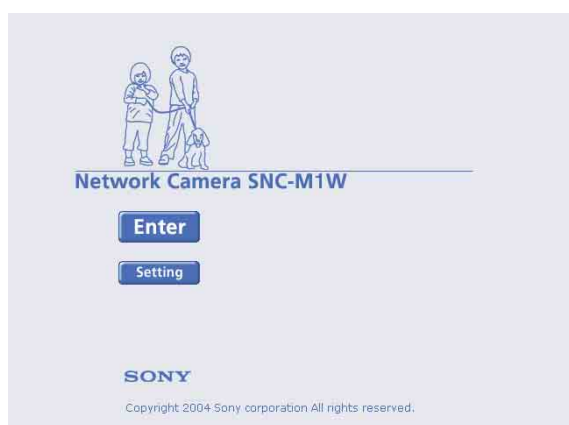 Network Camera SNC-M1W
Enter
Setting
SONY
Copyright 2004 Sony corporation All rights reserved.